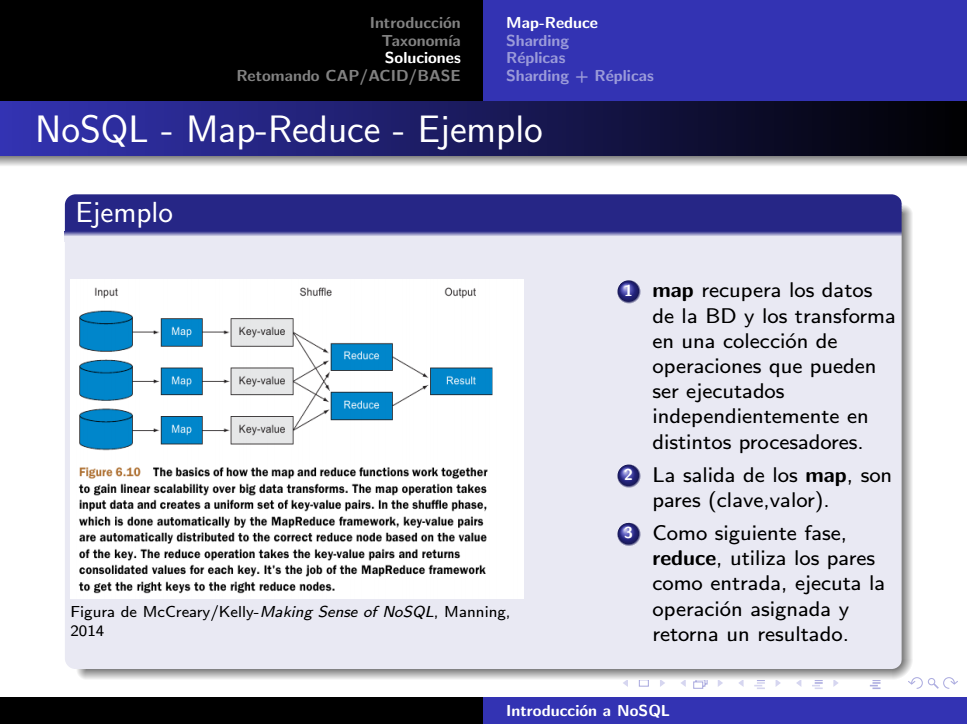 Introducción
Taxonomía
Soluciones
Retomando CAP/ACID/BASE
Map-Reduce
Sharding
Réplicas
Sharding + Réplicas
NoSQL - Map-Reduce - Ejemplo
Ejemplo
Input
Shuffle
Output
Map
Key-value
Map
Key-value
Map
Key-value
Reduce
Reduce
Result
Figure 6.10 The basics of how the map and reduce functions work together
to gain linear scalability over big data transforms. The map operation takes
input data and creates a uniform set of key-value pairs. In the shuffle phase,
which is done automatically by the MapReduce framework, key-value pairs
are automatically distributed to the correct reduce node based on the value
of the key. The reduce operation takes the key-value pairs and returns
consolidated values for each key. It's the job of the MapReduce framework
to get the right keys to the right reduce nodes.
Figura de McCreary/Kelly-Making Sense of NoSQL, Manning,
2014
1 map recupera los datos
de la BD y los transforma
en una colección de
operaciones que pueden
ser ejecutados
independientemente en
distintos procesadores.
2 La salida de los map, son
pares (clave,valor).
3 Como siguiente fase,
reduce, utiliza los pares
como entrada, ejecuta la
operación asignada y
retorna un resultado.
Introducción a NoSQL